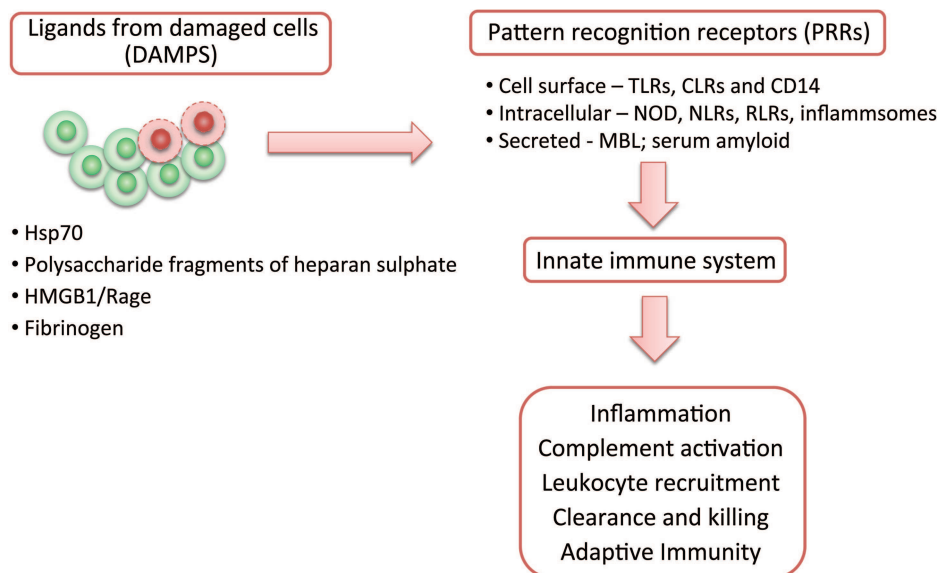 Ligands from damaged cells
(DAMPS)
• Hsp70
• Polysaccharide fragments of heparan sulphate
• HMGB1/Rage
• Fibrinogen
Pattern recognition receptors (PRRs)
• Cell surface – TLRs, CLRs and CD14
• Intracellular – NOD, NLRs, RLRs, inflammsomes
• Secreted - MBL; serum amyloid
Innate immune system
Inflammation
Complement activation
Leukocyte recruitment
Clearance and killing
Adaptive Immunity